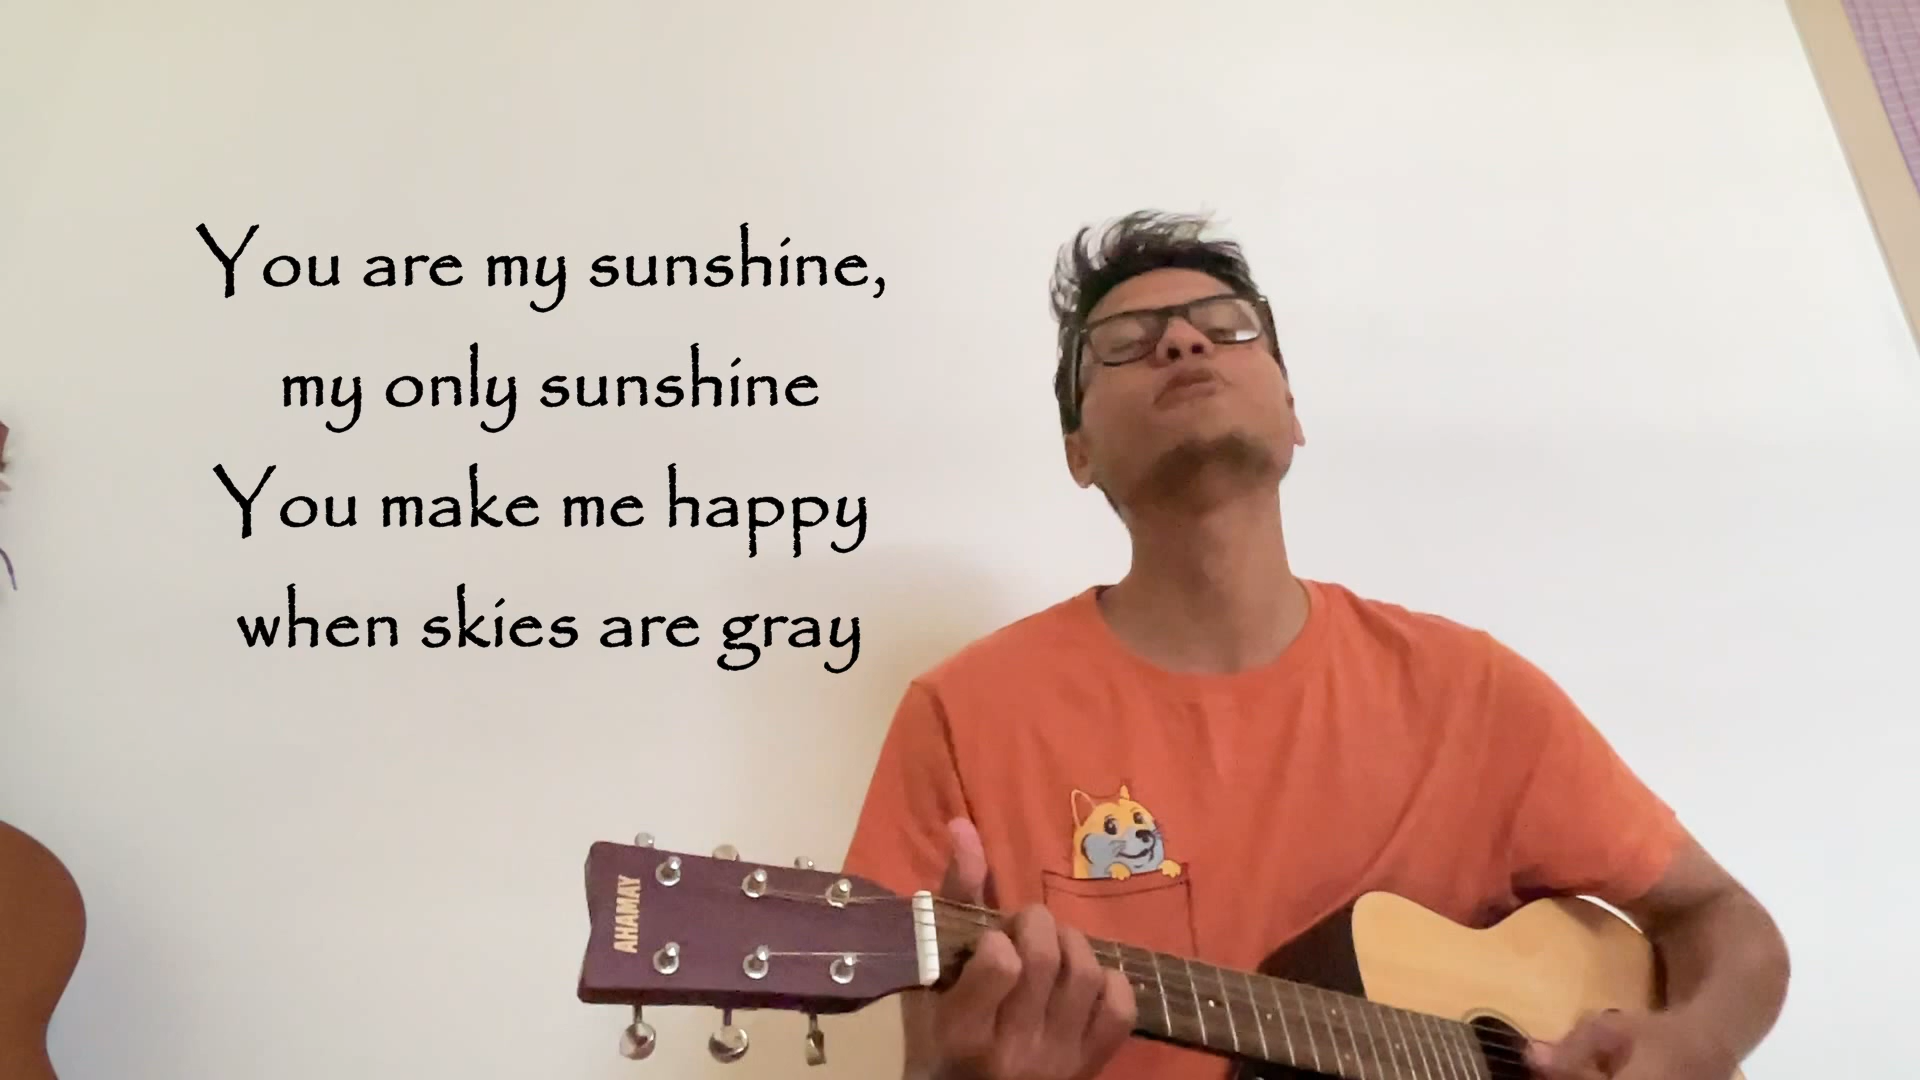 You are my sunshine,
my only sunshine
You make me happy
when skies are gray
AHAMAY